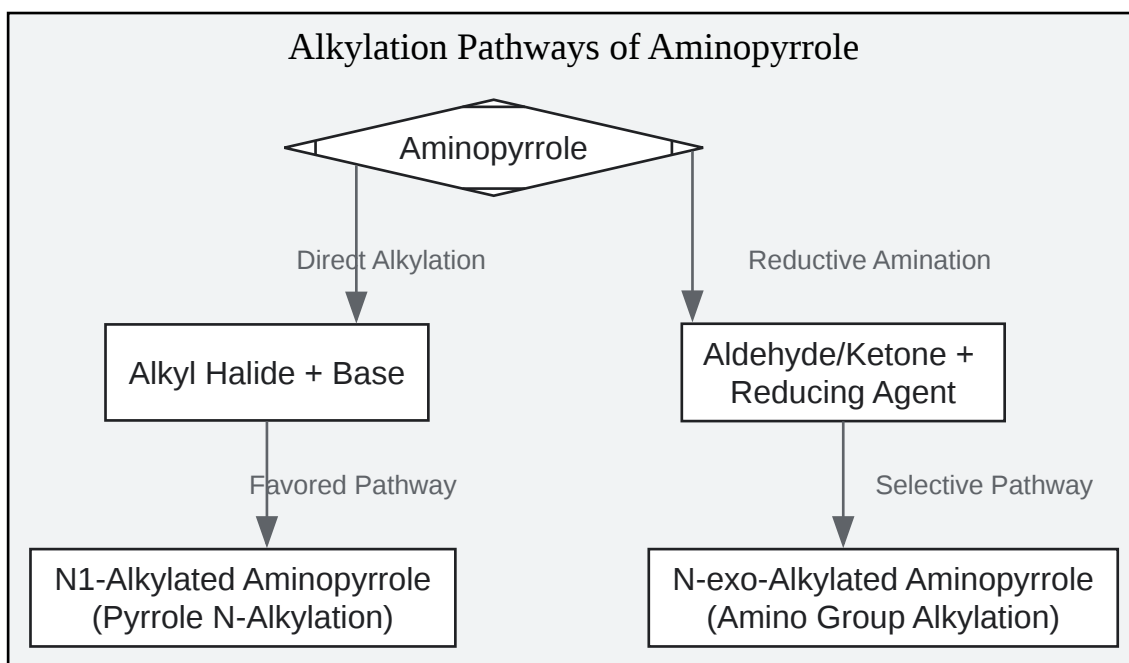 Alkylation Pathways of Aminopyrrole
Aminopyrrole
Direct Alkylation
Reductive Amination
Alkyl Halide + Base
Aldehyde/Ketone +
Reducing Agent
Favored Pathway
Selective Pathway
N1-Alkylated Aminopyrrole
(Pyrrole N-Alkylation)
N-exo-Alkylated Aminopyrrole
(Amino Group Alkylation)